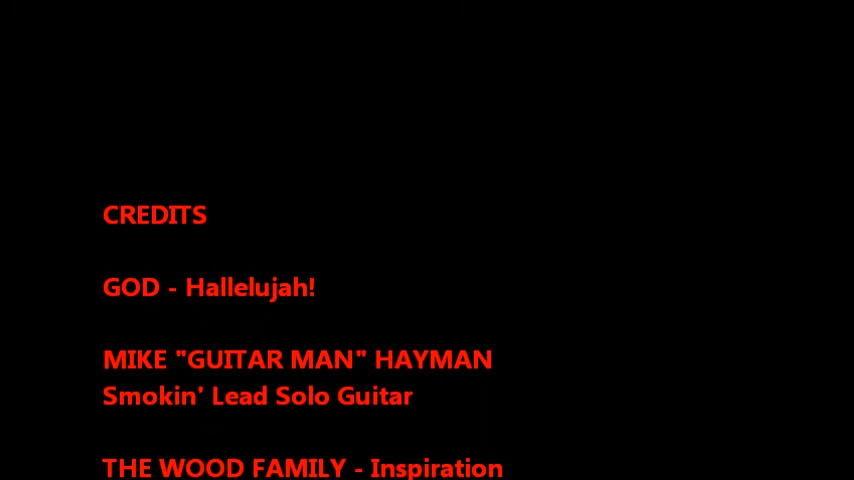 CREDITS
GOD - Hallelujah!
MIKE "GUITAR MAN" HAYMAN
Smokin' Lead Solo Guitar
THE WOOD FAMILY - Inspiration